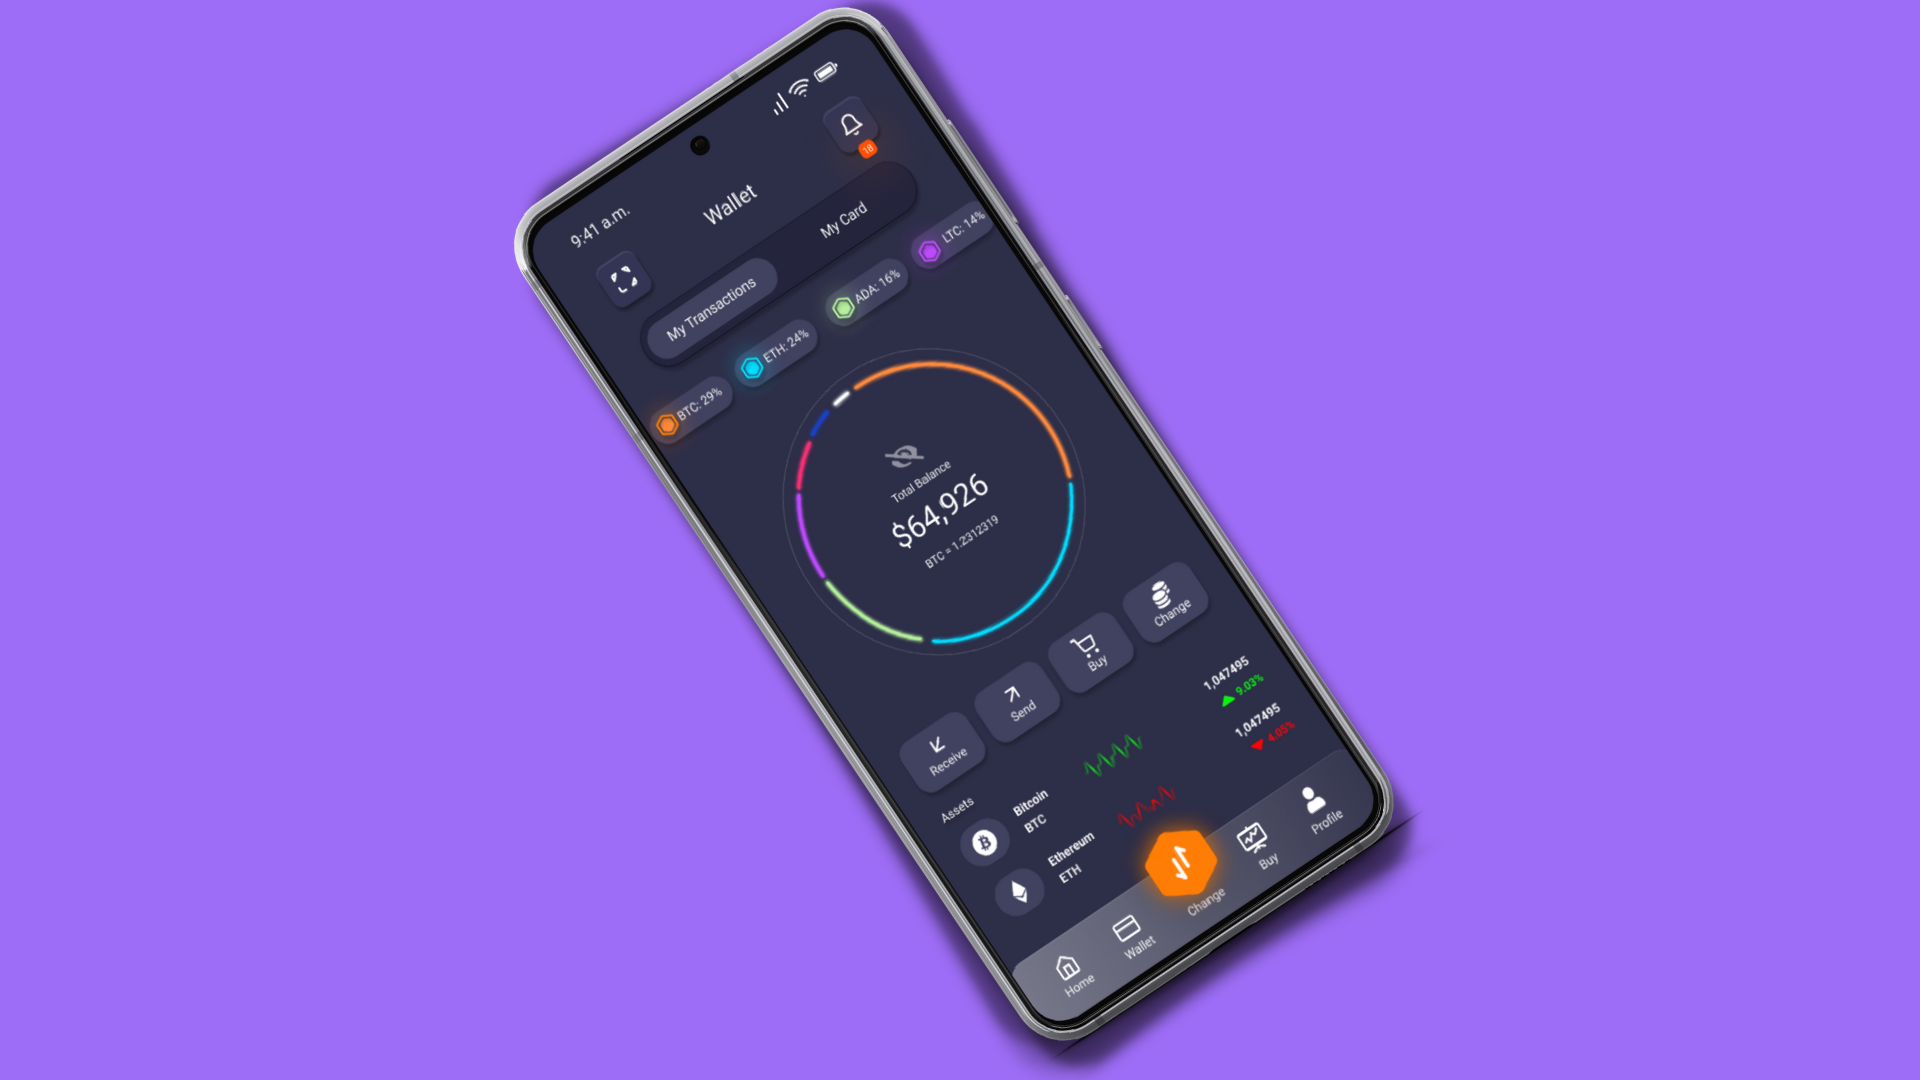 9:41 a.m.
Wallet
18
My Transactions
My Card
BTC: 29%
ETH: 24%
ADA: 16%
LTC: 14%
Total Balance
$64,926
BTC = 1.2312319
Receive
Send
Buy
Change
Assets
Bitcoin
BTC
1,047495
9.03%
Ethereum
ETH
1,047495
4.05%
Home
Wallet
Change
Buy
Profile